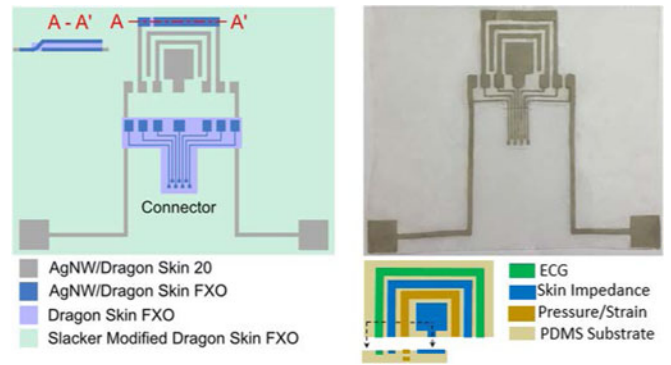 A - A' A A'
Connector
AgNW/Dragon Skin 20
AgNW/Dragon Skin FXO
Dragon Skin FXO
Slacker Modified Dragon Skin FXO
ECG
Skin Impedance
Pressure/Strain
PDMS Substrate